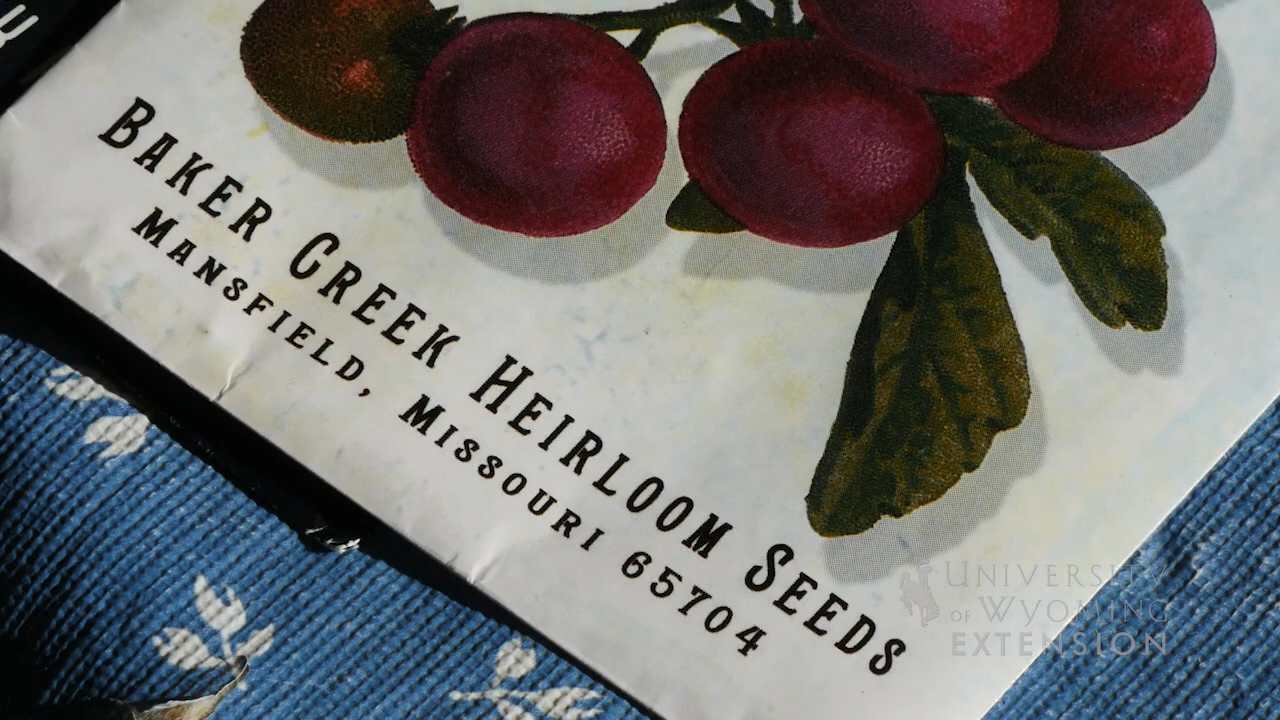 BAKER CREEK HEIRLOOM SEEDS
MANSFIELD, MISSOURI 65704
UNIVERSITY
OF WYOMING
EXTENSION